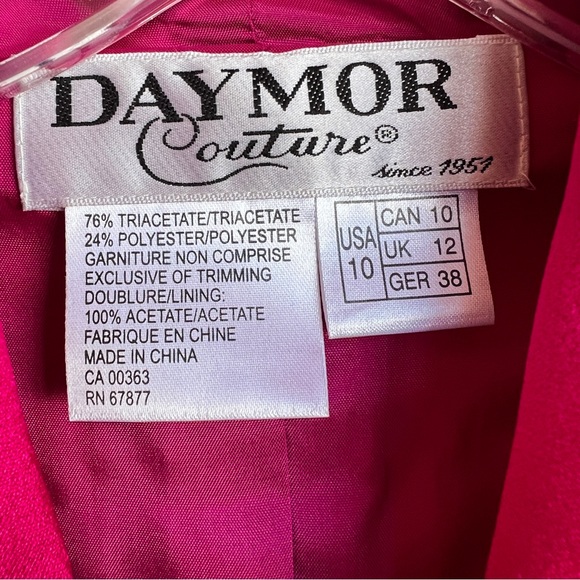 DAYMOR
Couture®
since 1951
76% TRIACETATE/TRIACETATE
24% POLYESTER/POLYESTER
GARNITURE NON COMPRISE
EXCLUSIVE OF TRIMMING
DOUBLURE/LINING:
100% ACETATE/ACETATE
FABRIQUE EN CHINE
MADE IN CHINA
CA 00363
RN 67877
USA 10
CAN 10
UK 12
GER 38